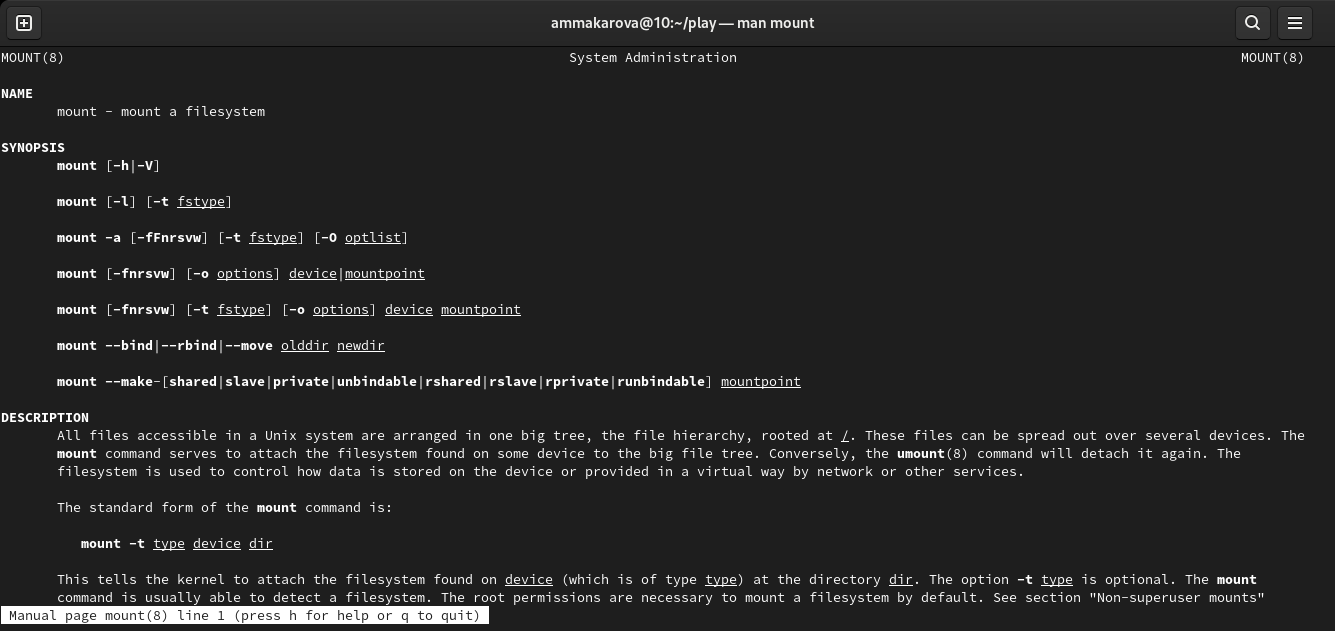 ammakarova@10:~/play — man mount
MOUNT(8) System Administration MOUNT(8)
NAME
mount - mount a filesystem
SYNOPSIS
mount [-h|-V]
mount [-l] [-t fstype]
mount -a [-fFnrsvw] [-t fstype] [-O optlist]
mount [-fnrsvw] [-o options] device|mountpoint
mount [-fnrsvw] [-t fstype] [-o options] device mountpoint
mount --bind|--rbind|--move olddir newdir
mount --make-[shared|slave|private|unbindable|rshared|rslave|rprivate|runbindable] mountpoint
DESCRIPTION
All files accessible in a Unix system are arranged in one big tree, the file hierarchy, rooted at /. These files can be spread out over several devices. The
mount command serves to attach the filesystem found on some device to the big file tree. Conversely, the umount(8) command will detach it again. The
filesystem is used to control how data is stored on the device or provided in a virtual way by network or other services.
The standard form of the mount command is:
mount -t type device dir
This tells the kernel to attach the filesystem found on device (which is of type type) at the directory dir. The option -t type is optional. The mount
command is usually able to detect a filesystem. The root permissions are necessary to mount a filesystem by default. See section "Non-superuser mounts"
Manual page mount(8) line 1 (press h for help or q to quit)